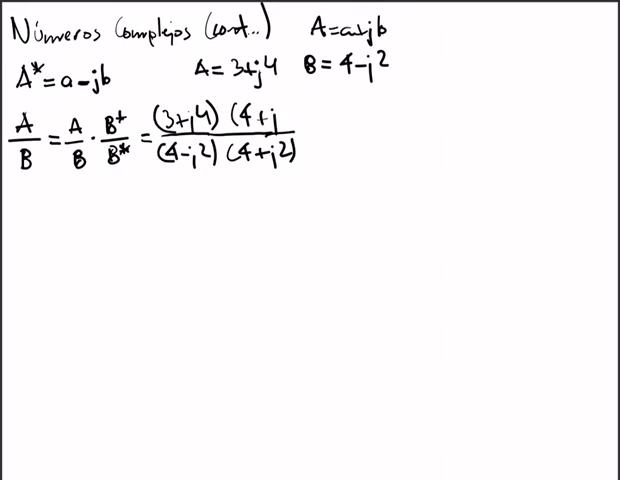 Números Complejos (cont...) A=a+jb
A*=a-jb A=3+j4 B=4-j2
A/B = A/B · B*/B* = (3+j4) (4+j / (4-j2) (4+j2)